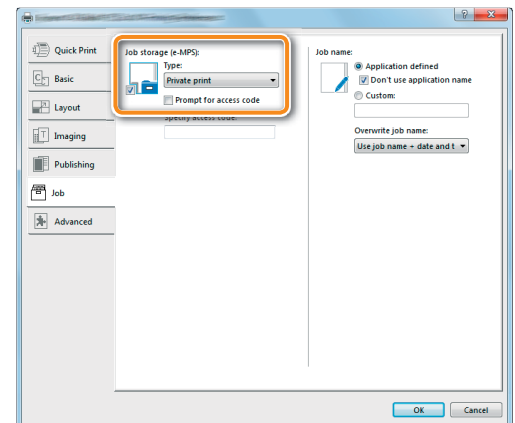 Quick Print
Basic
Layout
Imaging
Publishing
Job
Advanced
Job storage (e-MPS):
Type:
Private print
Prompt for access code
Specify access code:
Job name:
Application defined
Don't use application name
Custom:
Overwrite job name:
Use job name + date and t
OK
Cancel